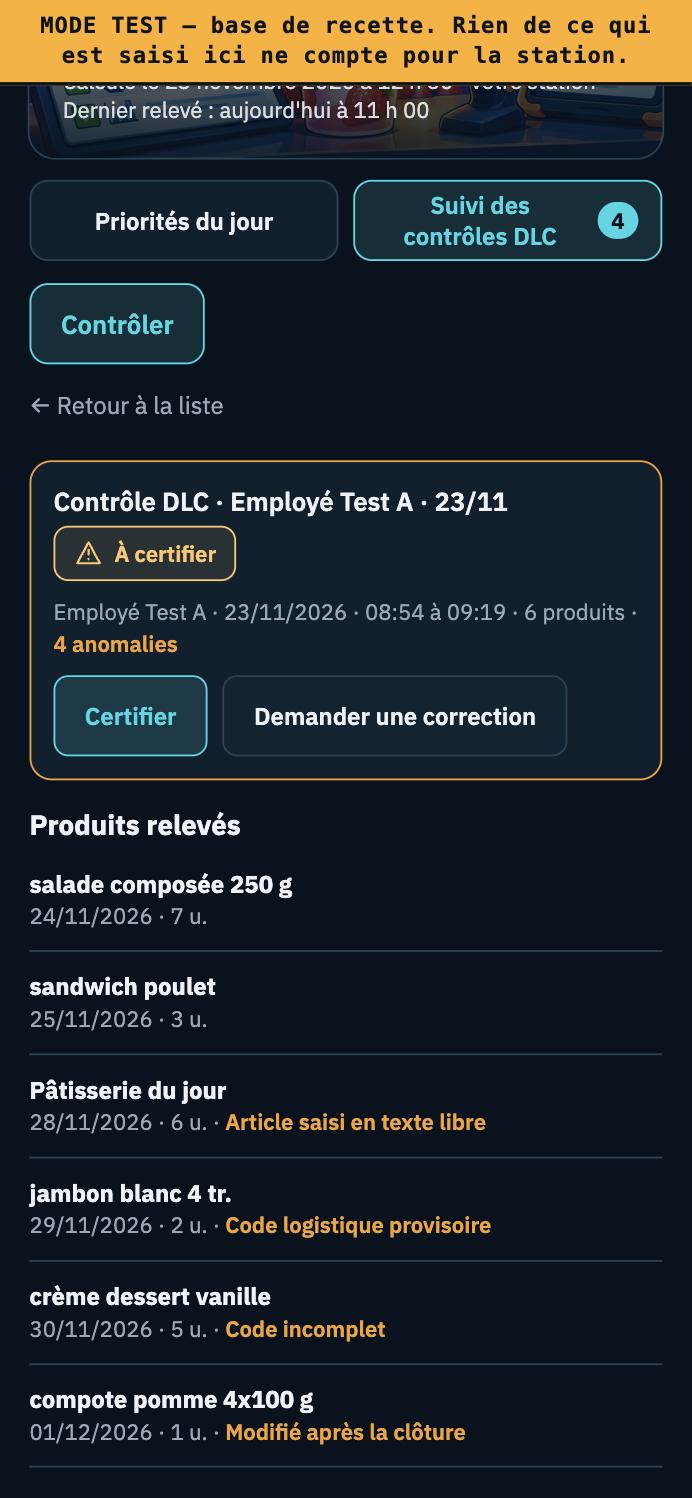 MODE TEST — base de recette. Rien de ce qui
est saisi ici ne compte pour la station.
Dernier relevé : aujourd'hui à 11 h 00
Priorités du jour
Suivi des
contrôles DLC
4
Contrôler
← Retour à la liste
Contrôle DLC · Employé Test A · 23/11
À certifier
Employé Test A · 23/11/2026 · 08:54 à 09:19 · 6 produits ·
4 anomalies
Certifier
Demander une correction
Produits relevés
salade composée 250 g
24/11/2026 · 7 u.
sandwich poulet
25/11/2026 · 3 u.
Pâtisserie du jour
28/11/2026 · 6 u. · Article saisi en texte libre
jambon blanc 4 tr.
29/11/2026 · 2 u. · Code logistique provisoire
crème dessert vanille
30/11/2026 · 5 u. · Code incomplet
compote pomme 4x100 g
01/12/2026 · 1 u. · Modifié après la clôture